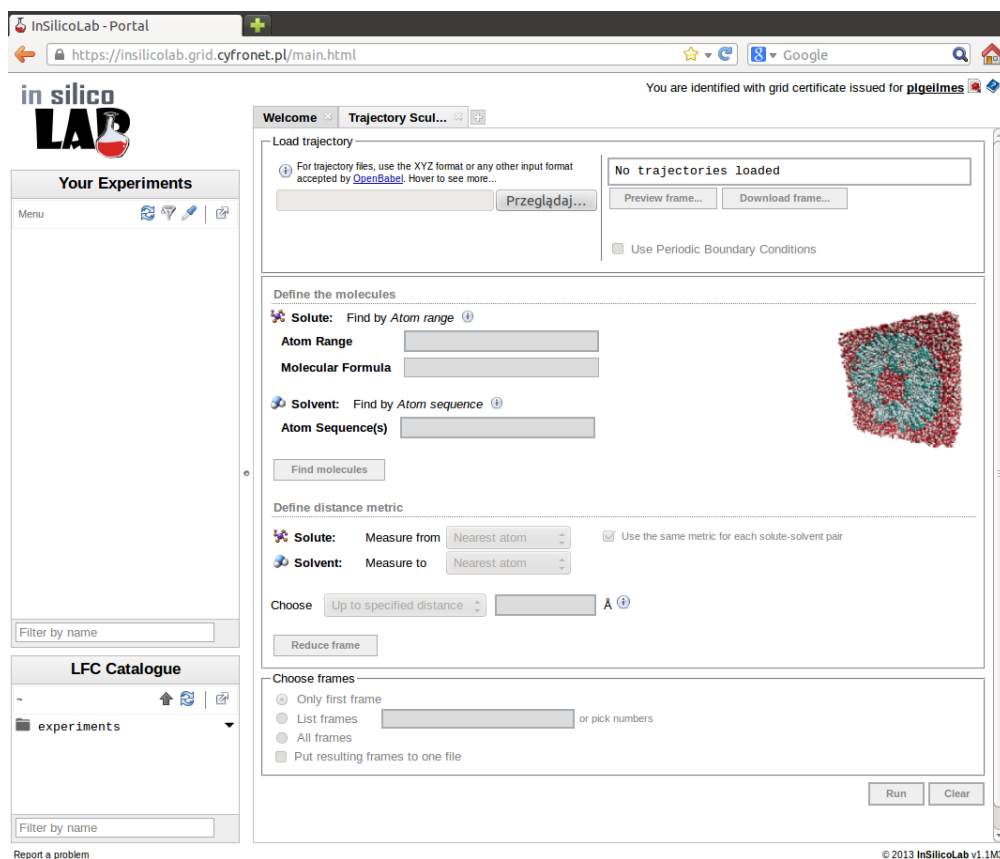 InSilicoLab - Portal
https://insilicolab.grid.cyfronet.pl/main.html
Google
in silico
LAB
You are identified with grid certificate issued for plgeilmes
Welcome
Trajectory Scul...
Your Experiments
Menu
Filter by name
LFC Catalogue
~
experiments
Filter by name
Report a problem
Load trajectory
For trajectory files, use the XYZ format or any other input format
accepted by OpenBabel. Hover to see more...
Przeglądaj...
No trajectories loaded
Preview frame...
Download frame...
Use Periodic Boundary Conditions
Define the molecules
Solute: Find by Atom range
Atom Range
Molecular Formula
Solvent: Find by Atom sequence
Atom Sequence(s)
Find molecules
Define distance metric
Solute: Measure from Nearest atom
Use the same metric for each solute-solvent pair
Solvent: Measure to Nearest atom
Choose Up to specified distance Å
Reduce frame
Choose frames
Only first frame
List frames or pick numbers
All frames
Put resulting frames to one file
Run
Clear
© 2013 InSilicoLab